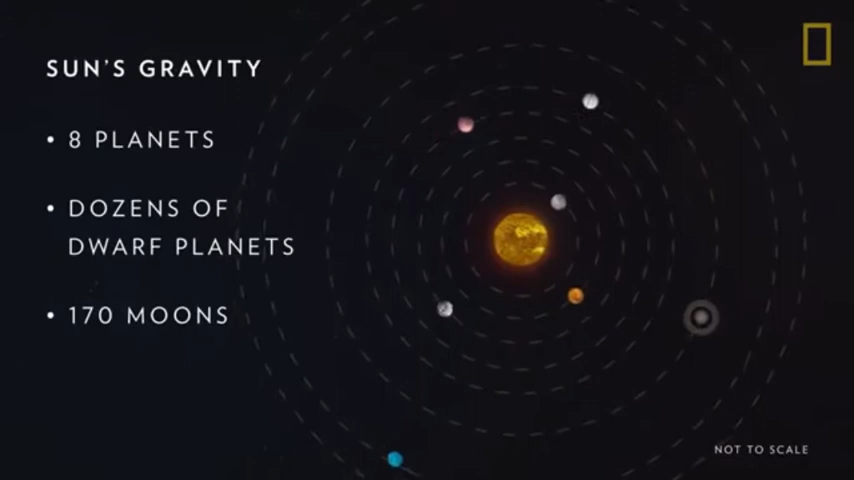 SUN'S GRAVITY
• 8 PLANETS
• DOZENS OF
DWARF PLANETS
• 170 MOONS
NOT TO SCALE